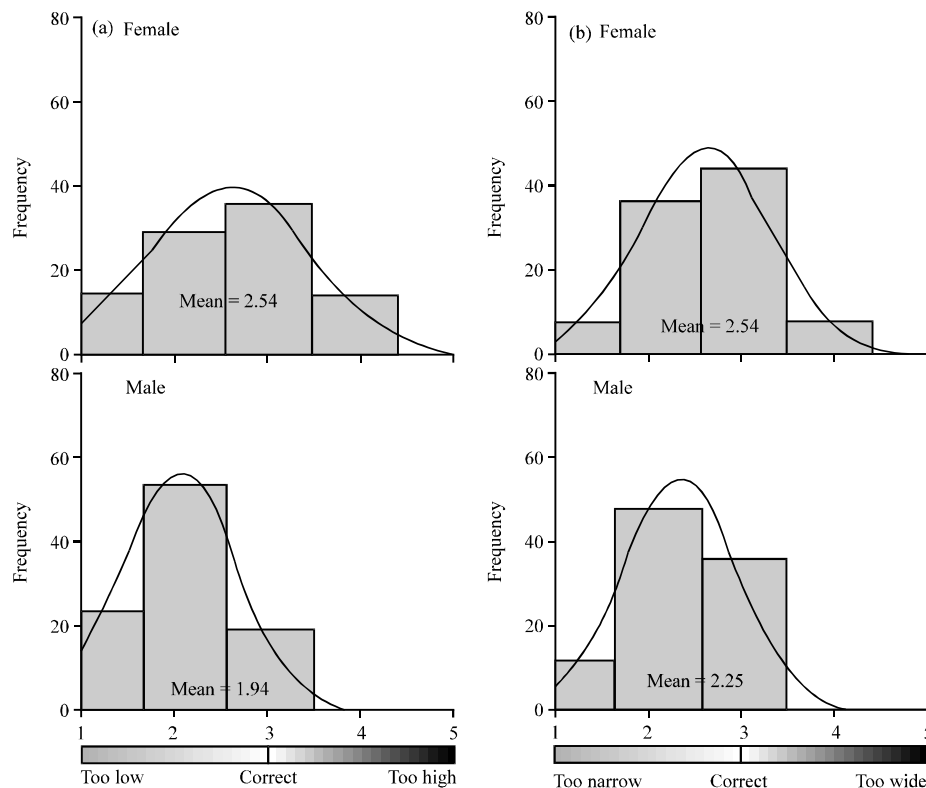 (a) Female
80
60
40
20
0
Frequency
Mean = 2.54
(b) Female
80
60
40
20
0
Frequency
Mean = 2.54
Male
80
60
40
20
0
Frequency
Mean = 1.94
1 2 3 4 5
Too low Correct Too high
Male
80
60
40
20
0
Frequency
Mean = 2.25
1 2 3 4 5
Too narrow Correct Too wide